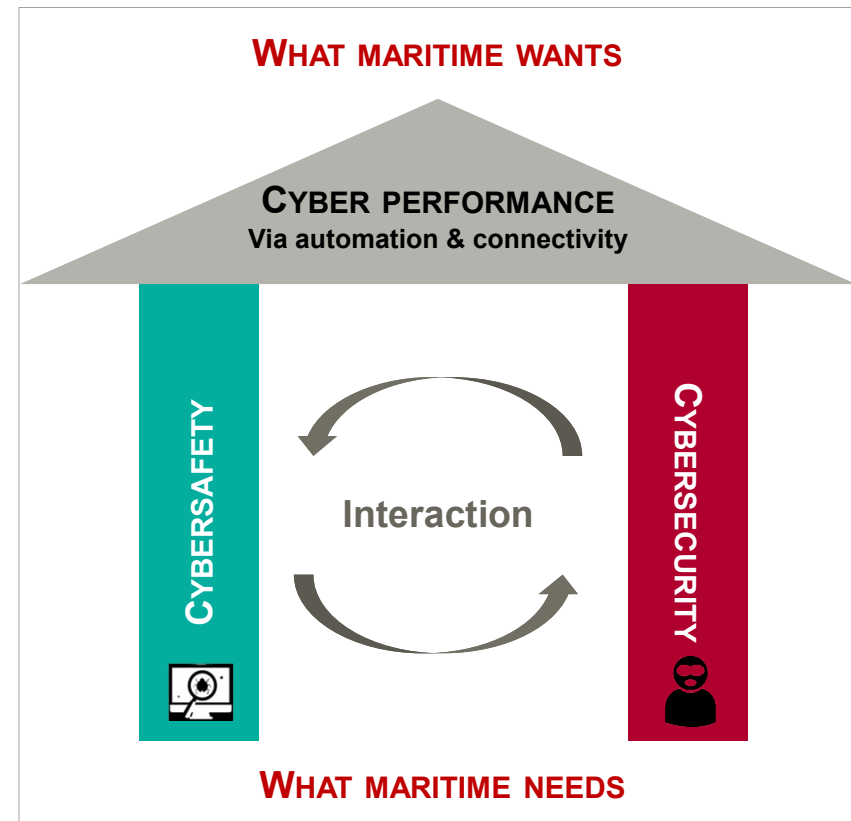 WHAT MARITIME WANTS
CYBER PERFORMANCE
Via automation & connectivity
CYBERSAFETY
Interaction
CYBERSECURITY
WHAT MARITIME NEEDS